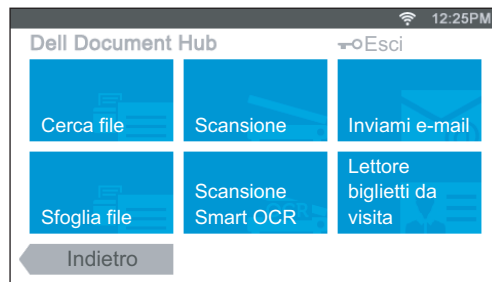 12:25PM
Dell Document Hub
Esci
Cerca file
Scansione
Inviami e-mail
Sfoglia file
Scansione
Smart OCR
Lettore
biglietti da
visita
Indietro